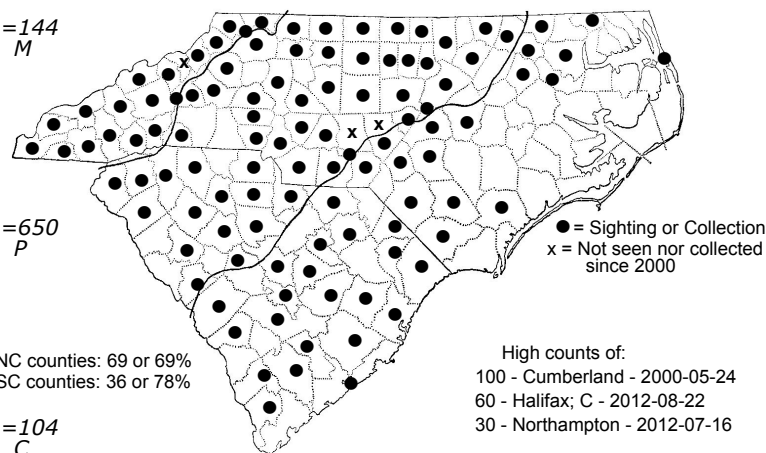 =144
M
=650
P
● = Sighting or Collection
x = Not seen nor collected
since 2000
NC counties: 69 or 69%
SC counties: 36 or 78%
High counts of:
100 - Cumberland - 2000-05-24
60 - Halifax; C - 2012-08-22
30 - Northampton - 2012-07-16
=104
C